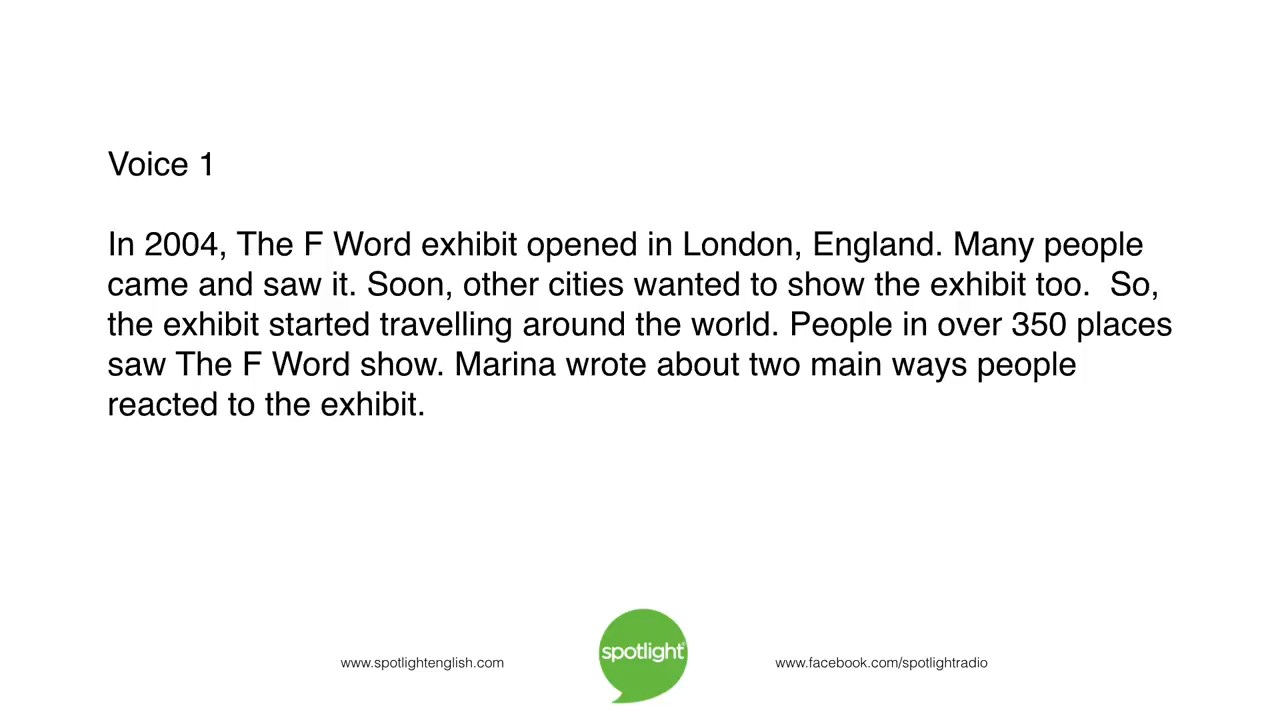 Voice 1
In 2004, The F Word exhibit opened in London, England. Many people
came and saw it. Soon, other cities wanted to show the exhibit too.  So,
the exhibit started travelling around the world. People in over 350 places
saw The F Word show. Marina wrote about two main ways people
reacted to the exhibit.
www.spotlightenglish.com
spotlight®
www.facebook.com/spotlightradio